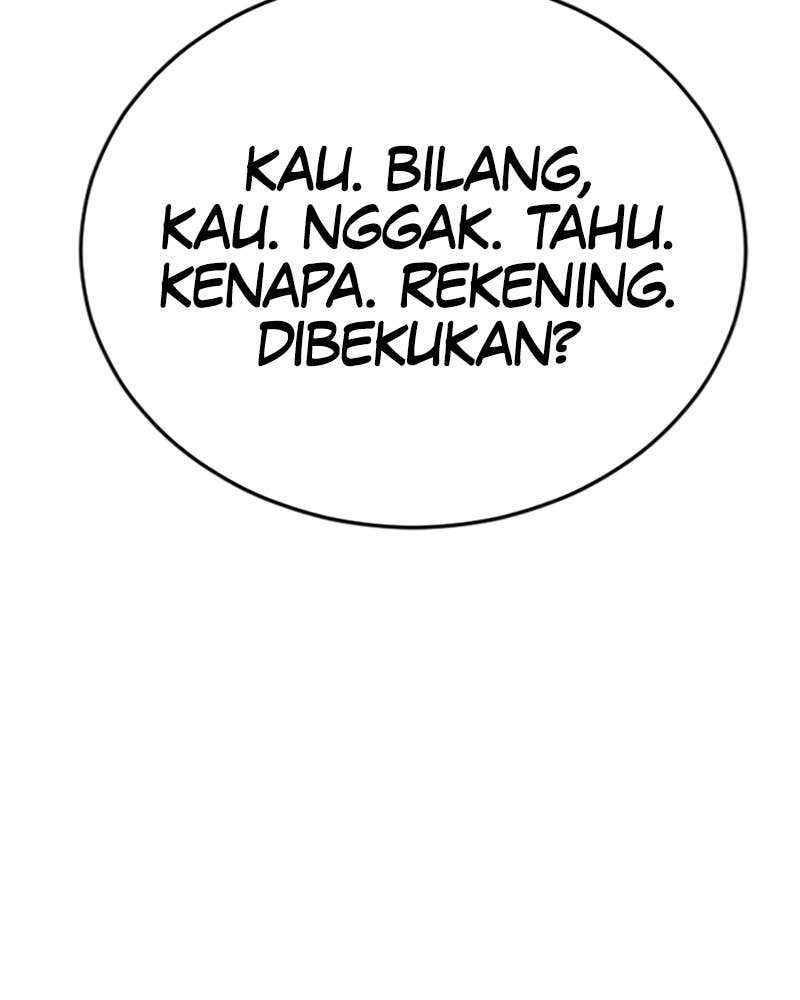 KAU. BILANG,
KAU. NGGAK. TAHU.
KENAPA. REKENING.
DIBEKUKAN?